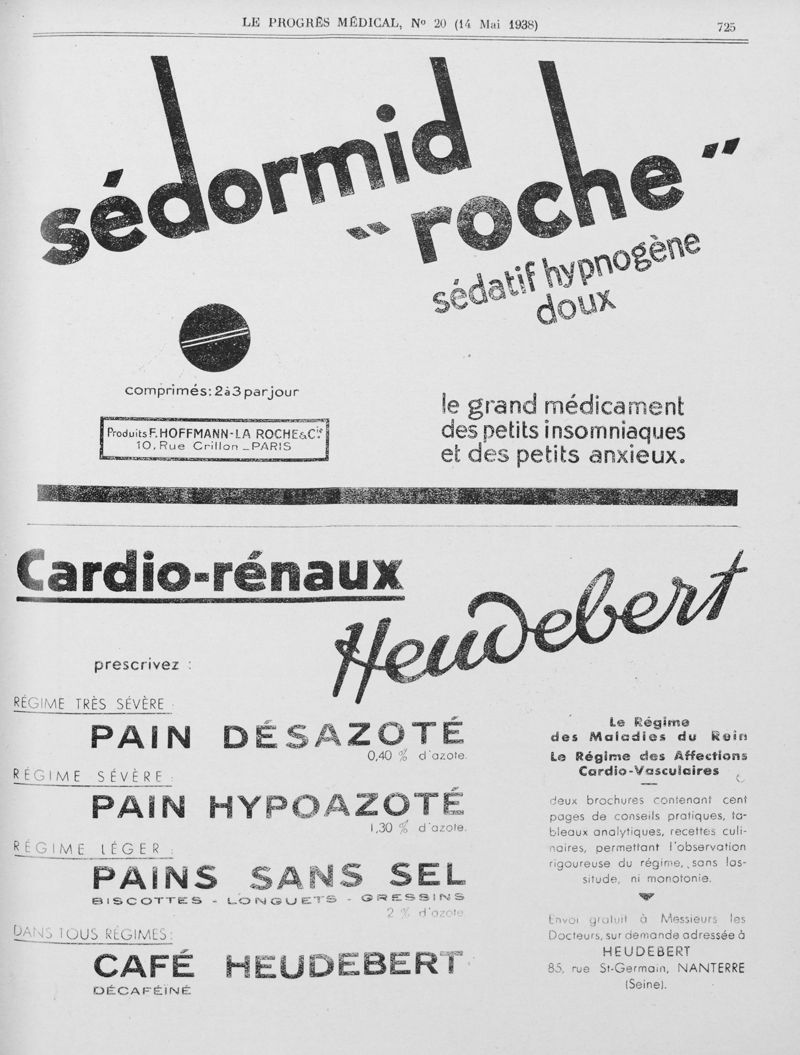 LE PROGRÈS MÉDICAL, Nº 20 (14 Mai 1938)
725
sédormid
"roche"
sédatif hypnogène
doux
comprimés: 2 à 3 par jour
Produits F. HOFFMANN-LA ROCHE & Cie.
10, Rue Crillon _ PARIS
le grand médicament
des petits insomniaques
et des petits anxieux.
Cardio-rénaux
Heudebert
prescrivez :
RÉGIME TRÈS SÉVÈRE :
PAIN DÉSAZOTÉ
0,40 % d'azote.
RÉGIME SÉVÈRE :
PAIN HYPOAZOTÉ
1,30 % d'azote.
RÉGIME LÉGER :
PAINS SANS SEL
BISCOTTES - LONGUETS - GRESSINS
2 % d'azote
DANS TOUS RÉGIMES :
CAFÉ HEUDEBERT
DÉCAFÉINÉ
Le Régime
des Maladies du Rein
Le Régime des Affections
Cardio-Vasculaires
deux brochures contenant cent
pages de conseils pratiques, ta-
bleaux analytiques, recettes culi-
naires, permettant l'observation
rigoureuse du régime, sans las-
situde, ni monotonie.
Envoi gratuit à Messieurs les
Docteurs, sur demande adressée à
HEUDEBERT
85, rue St-Germain, NANTERRE
(Seine).